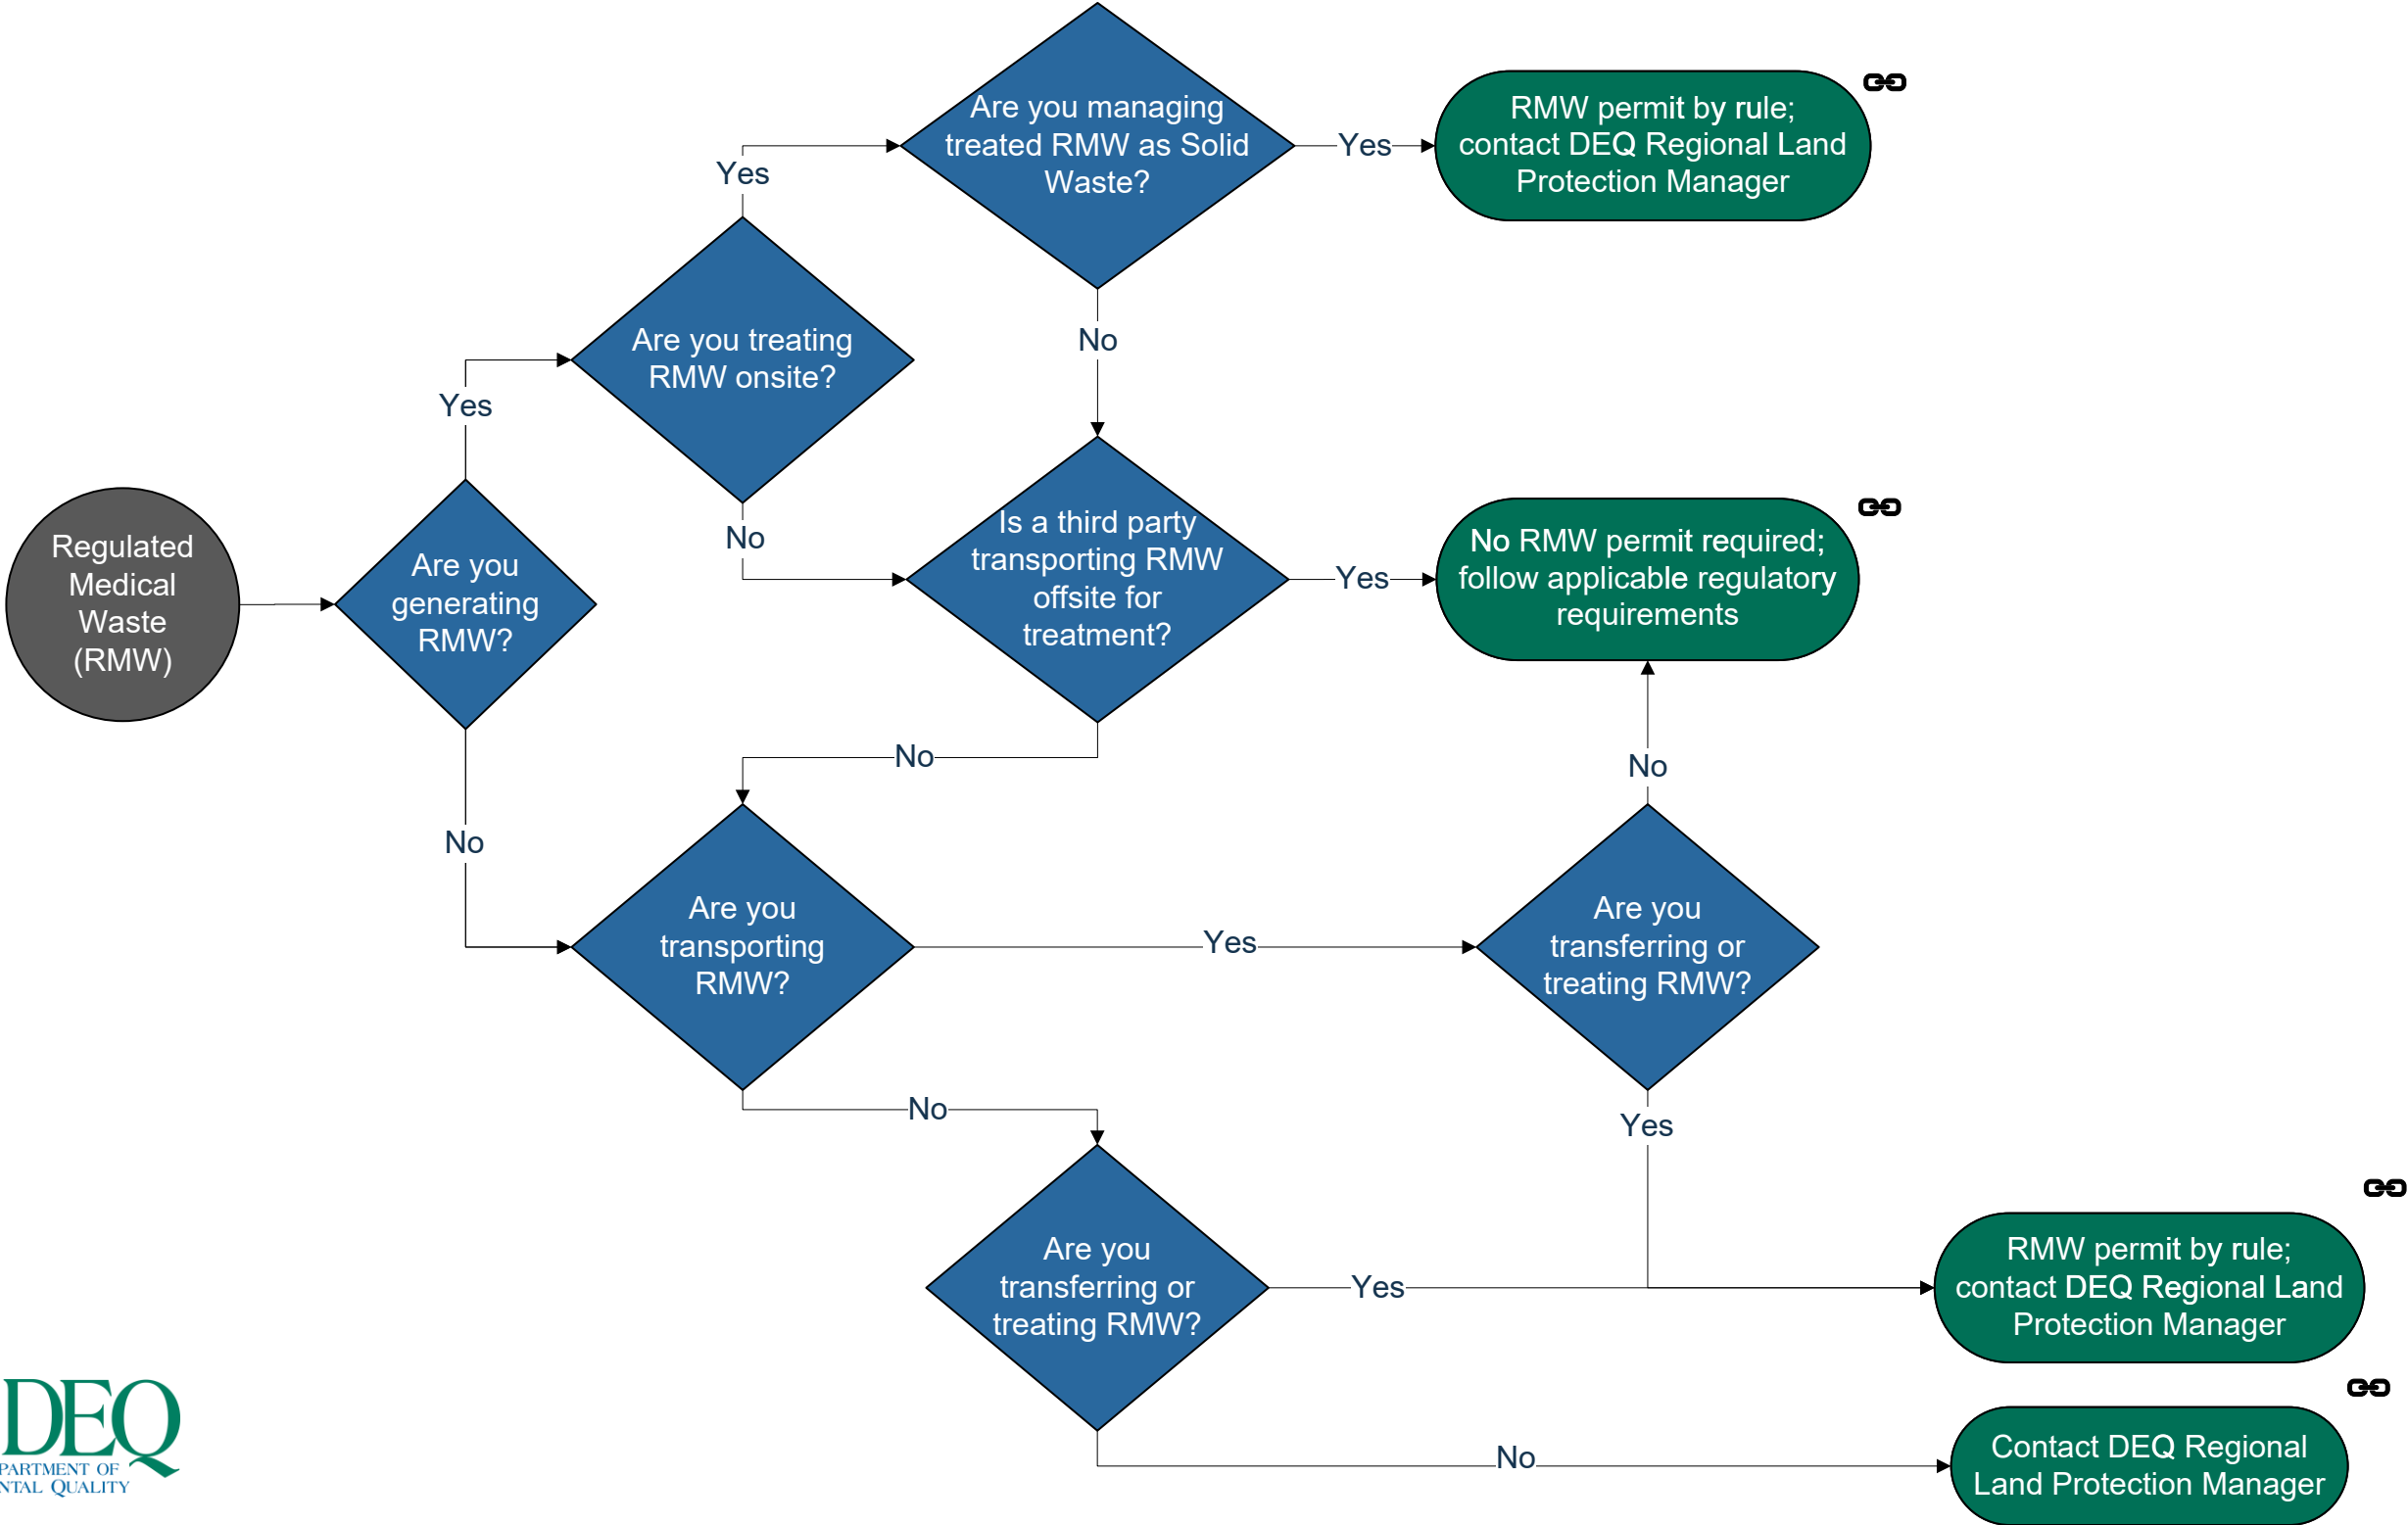 Are you managing
treated RMW as Solid
Waste?
Yes
RMW permit by rule;
contact DEQ Regional Land
Protection Manager
Yes
No
Are you treating
RMW onsite?
Yes
No
Regulated
Medical
Waste
(RMW)
Are you
generating
RMW?
Is a third party
transporting RMW
offsite for
treatment?
Yes
No RMW permit required;
follow applicable regulatory
requirements
No
No
No
Are you
transporting
RMW?
Yes
Are you
transferring or
treating RMW?
No
Yes
Are you
transferring or
treating RMW?
Yes
RMW permit by rule;
contact DEQ Regional Land
Protection Manager
No
Contact DEQ Regional
Land Protection Manager
DEQ
PARTMENT OF
NTAL QUALITY